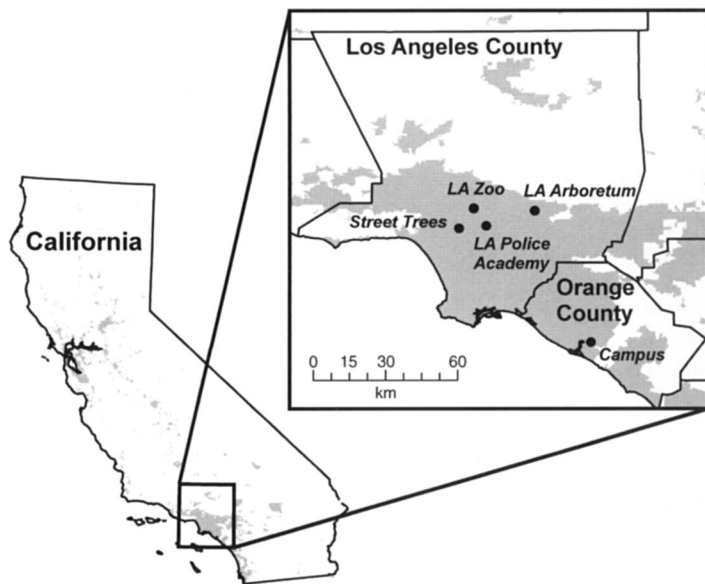 Los Angeles County
LA Zoo
LA Arboretum
Street Trees
LA Police
Academy
Orange
County
Campus
0 15 30 60
km
California